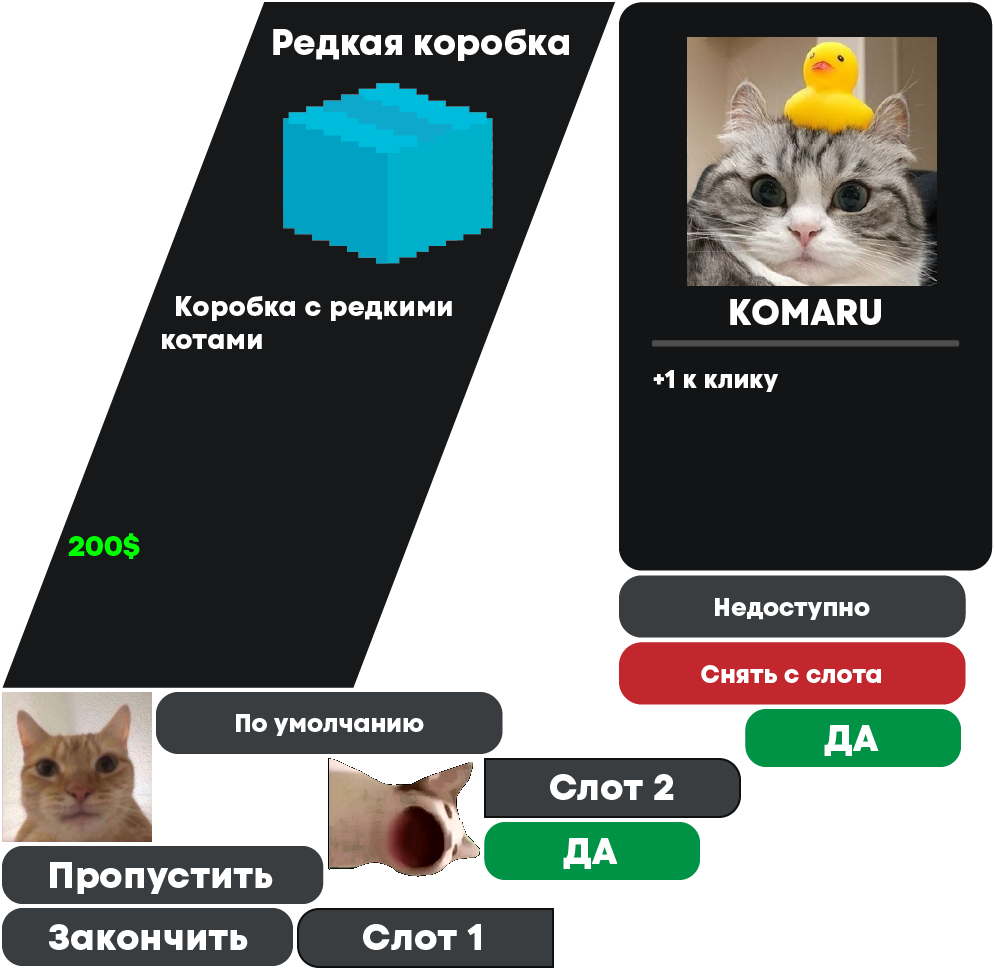 Редкая коробка
Коробка с редкими
котами
200$
KOMARU
+1 к клику
Недоступно
Снять с слота
ДА
По умолчанию
Слот 2
ДА
Пропустить
Закончить
Слот 1